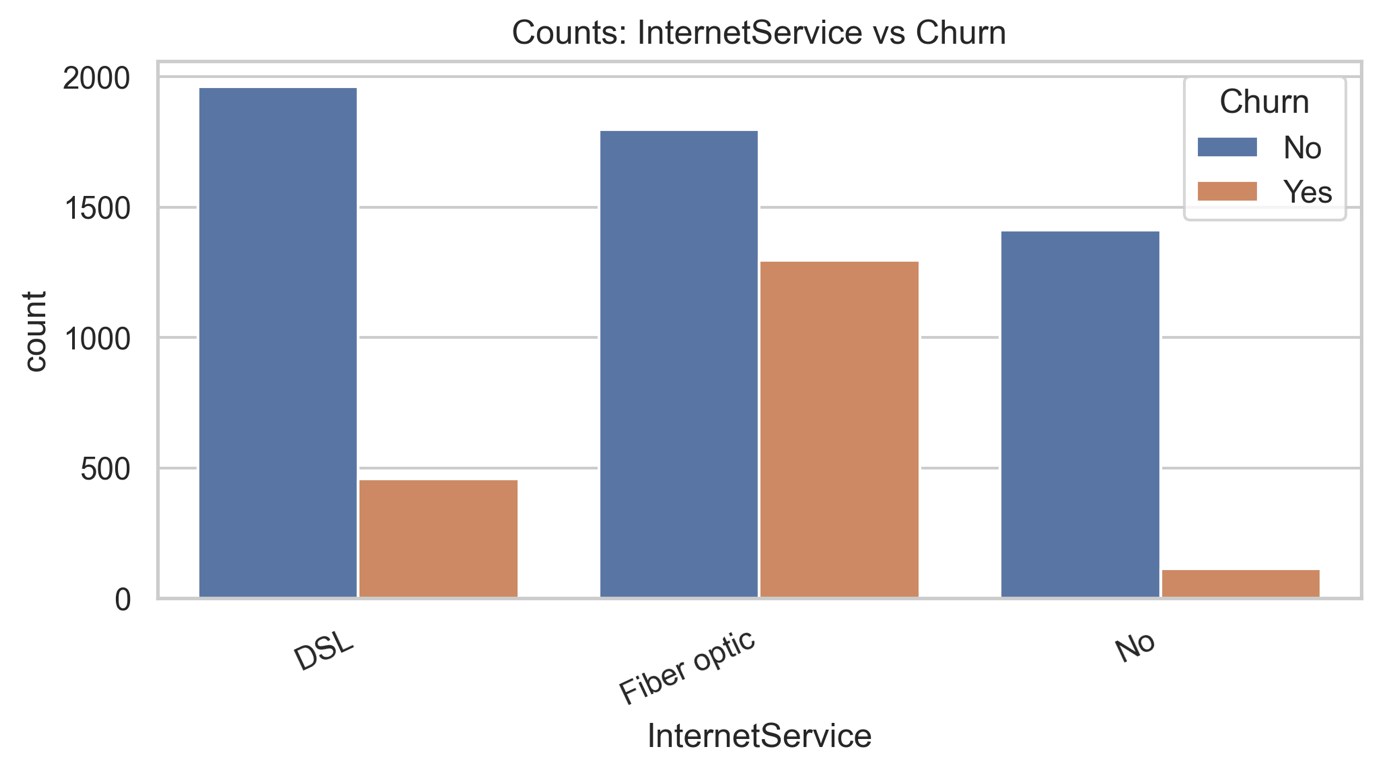 Counts: InternetService vs Churn
2000
1500
1000
500
0
count
Churn
No
Yes
DSL
Fiber optic
No
InternetService